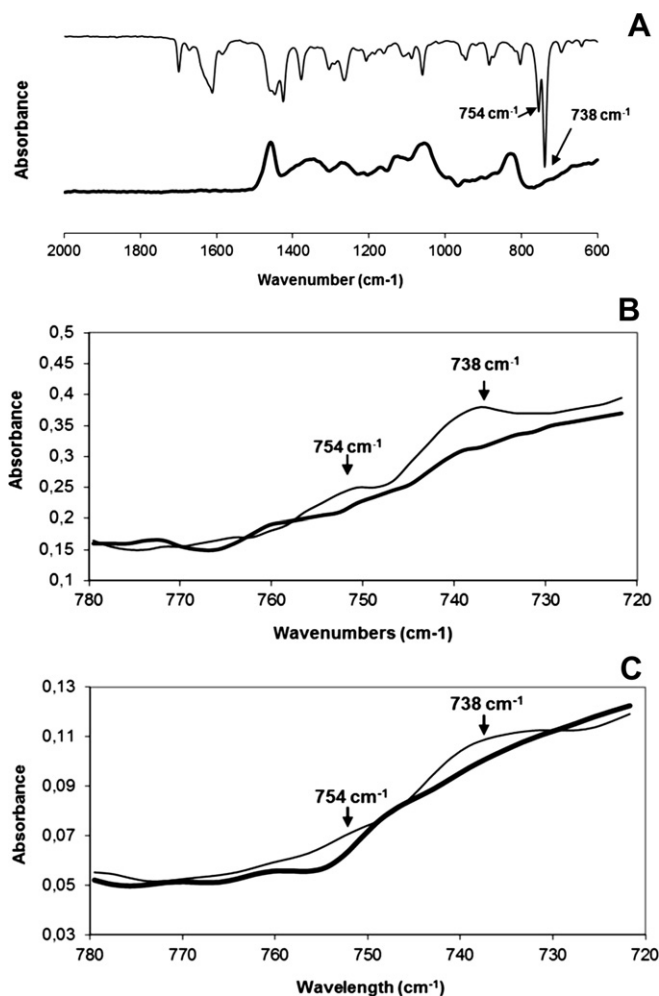 A
Absorbance
754 cm-1
738 cm-1
2000 1800 1600 1400 1200 1000 800 600
Wavenumber (cm-1)
B
0,5
0,45
0,4
0,35
0,3
0,25
0,2
0,15
0,1
Absorbance
738 cm-1
754 cm-1
780 770 760 750 740 730 720
Wavenumbers (cm-1)
C
0,13
0,11
0,09
0,07
0,05
0,03
Absorbance
738 cm-1
754 cm-1
780 770 760 750 740 730 720
Wavelength (cm-1)